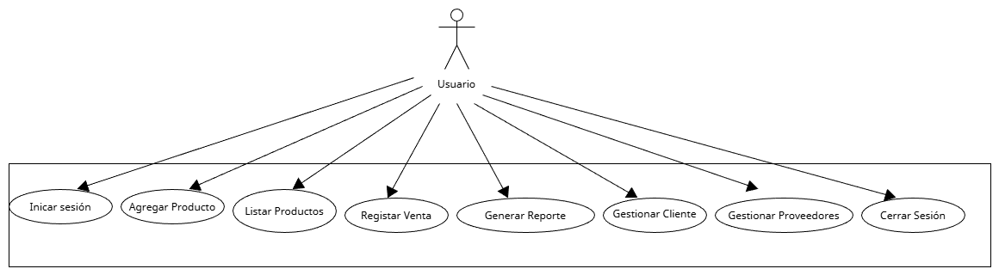 Usuario
Inicar sesión
Agregar Producto
Listar Productos
Registar Venta
Generar Reporte
Gestionar Cliente
Gestionar Proveedores
Cerrar Sesión